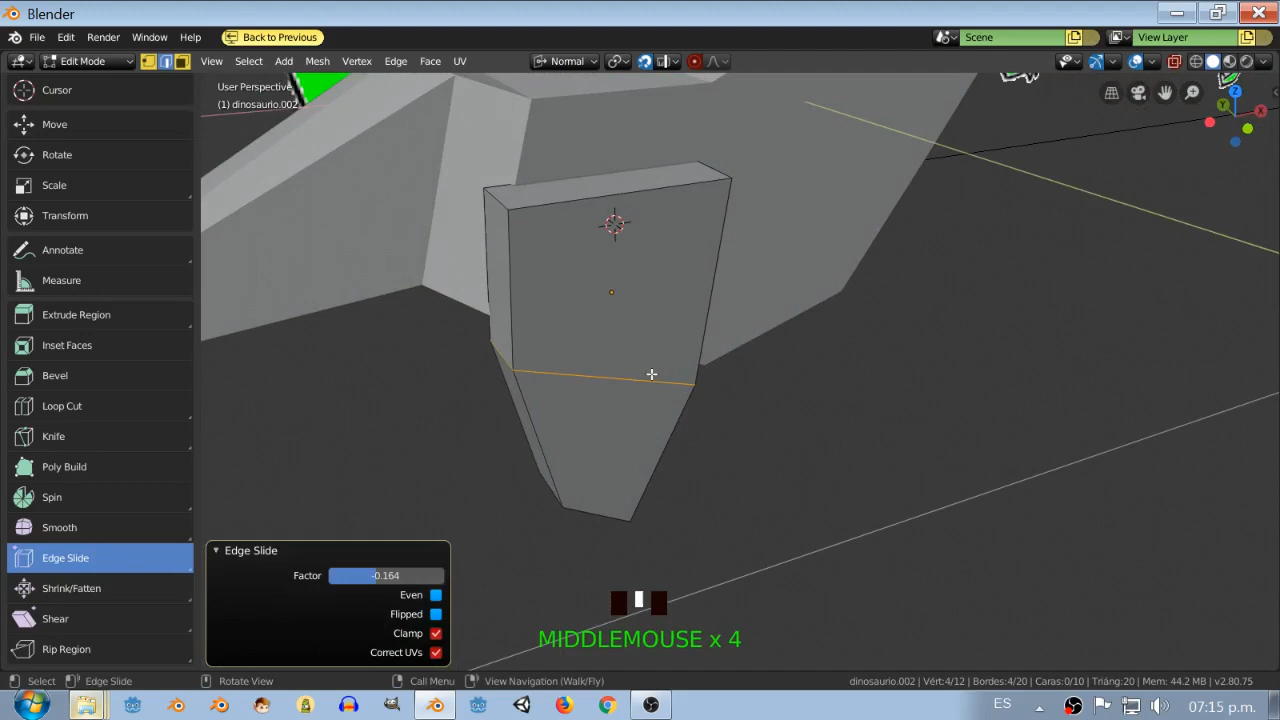 Blender
File Edit Render Window Help Back to Previous Scene View Layer
Edit Mode View Select Add Mesh Vertex Edge Face UV Normal
User Perspective
(1) dinosaurio.002
Cursor
Move
Rotate
Scale
Transform
Annotate
Measure
Extrude Region
Inset Faces
Bevel
Loop Cut
Knife
Poly Build
Spin
Smooth
Edge Slide
Shrink/Fatten
Shear
Rip Region
Z
Y
X
Edge Slide
Factor -0.164
Even
Flipped
Clamp
Correct UVs
MIDDLEMOUSE x 4
Select Edge Slide Rotate View Call Menu View Navigation (Walk/Fly) dinosaurio.002 | Vért:4/12 | Bordes:4/20 | Caras:0/10 | Triáng:20 | Mem: 44.2 MB | v2.80.75
ES 07:15 p.m.